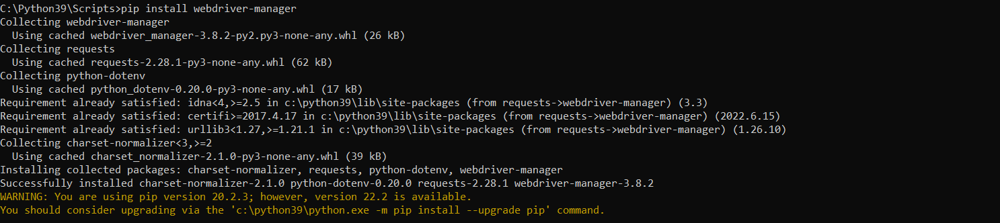 C:\Python39\Scripts>pip install webdriver-manager
Collecting webdriver-manager
  Using cached webdriver_manager-3.8.2-py2.py3-none-any.whl (26 kB)
Collecting requests
  Using cached requests-2.28.1-py3-none-any.whl (62 kB)
Collecting python-dotenv
  Using cached python_dotenv-0.20.0-py3-none-any.whl (17 kB)
Requirement already satisfied: idna<4,>=2.5 in c:\python39\lib\site-packages (from requests->webdriver-manager) (3.3)
Requirement already satisfied: certifi>=2017.4.17 in c:\python39\lib\site-packages (from requests->webdriver-manager) (2022.6.15)
Requirement already satisfied: urllib3<1.27,>=1.21.1 in c:\python39\lib\site-packages (from requests->webdriver-manager) (1.26.10)
Collecting charset-normalizer<3,>=2
  Using cached charset_normalizer-2.1.0-py3-none-any.whl (39 kB)
Installing collected packages: charset-normalizer, requests, python-dotenv, webdriver-manager
Successfully installed charset-normalizer-2.1.0 python-dotenv-0.20.0 requests-2.28.1 webdriver-manager-3.8.2
WARNING: You are using pip version 20.2.3; however, version 22.2 is available.
You should consider upgrading via the 'c:\python39\python.exe -m pip install --upgrade pip' command.